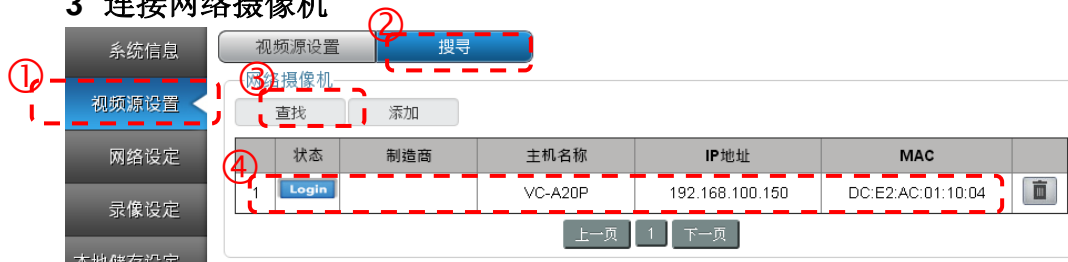 3 连接网络摄像机
系统信息
视频源设置
网络设定
录像设定
本地储存设定
①
②
视频源设置 搜寻
③
网络摄像机
查找 添加
状态 制造商 主机名称 IP地址 MAC
④
1 Login VC-A20P 192.168.100.150 DC:E2:AC:01:10:04
上一页 1 下一页